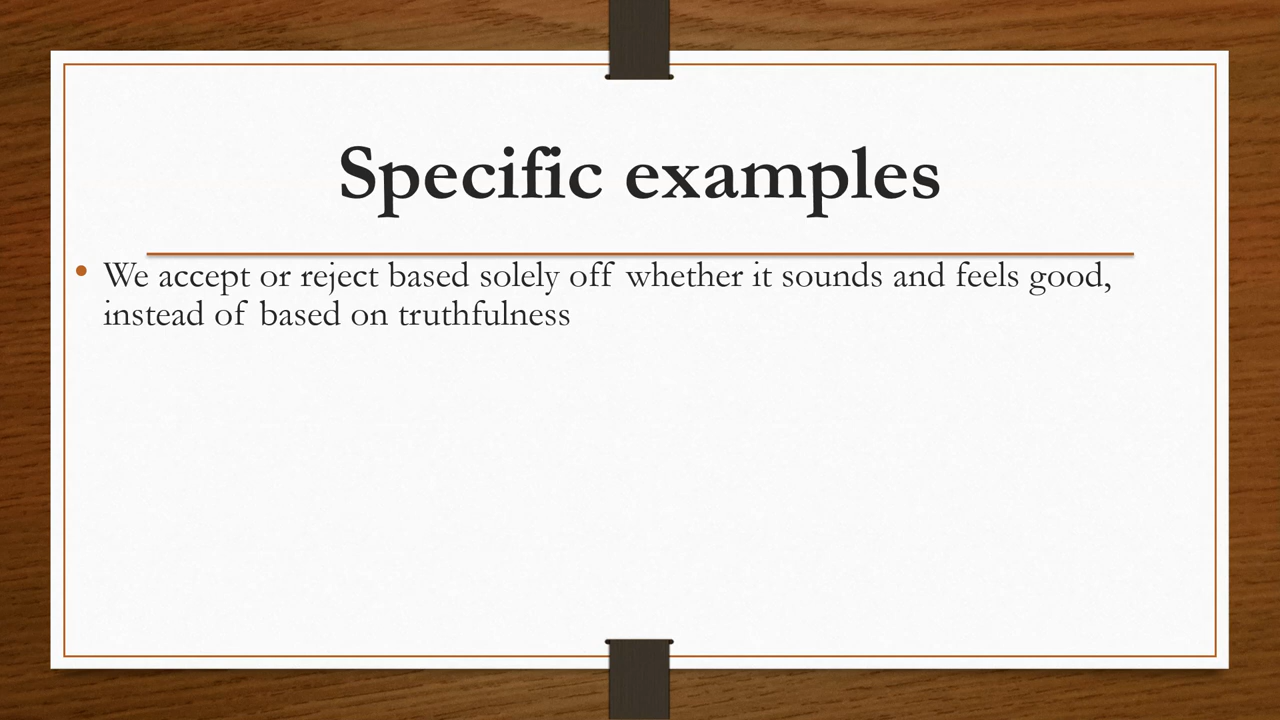 Specific examples
• We accept or reject based solely off whether it sounds and feels good,
instead of based on truthfulness